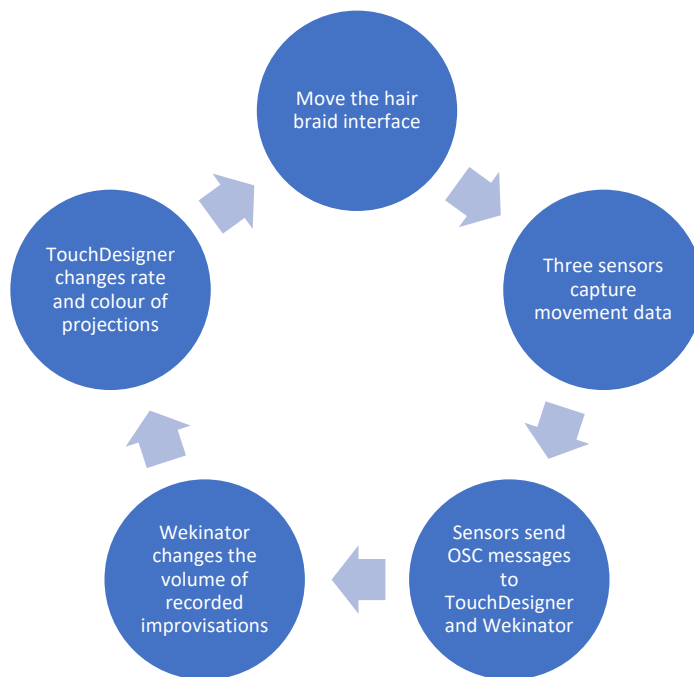 Move the hair
braid interface
Three sensors
capture
movement data
Sensors send
OSC messages
to
TouchDesigner
and Wekinator
Wekinator
changes the
volume of
recorded
improvisations
TouchDesigner
changes rate
and colour of
projections